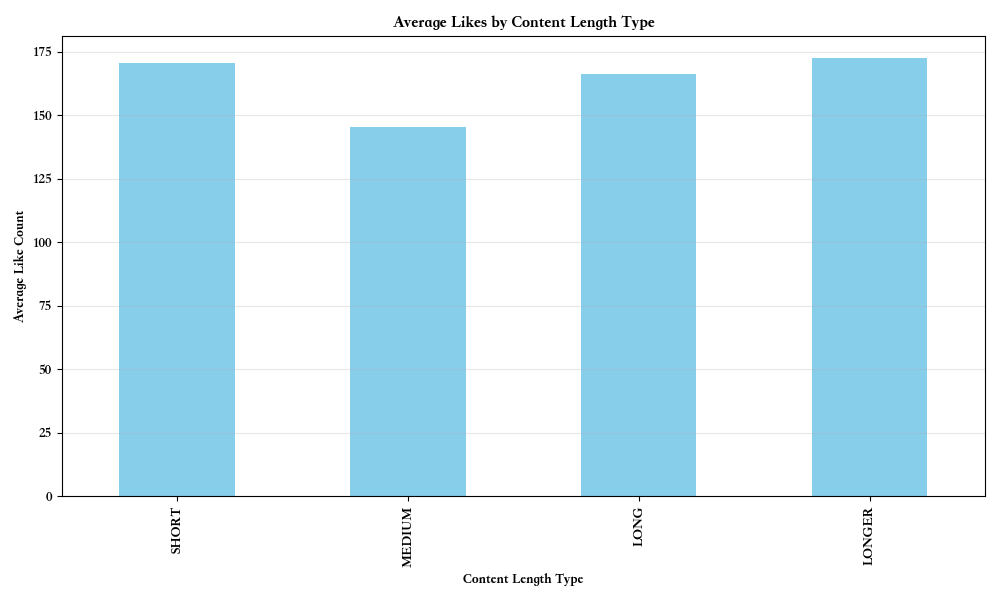 Average Likes by Content Length Type
Average Like Count
175
150
125
100
75
50
25
0
SHORT
MEDIUM
LONG
LONGER
Content Length Type